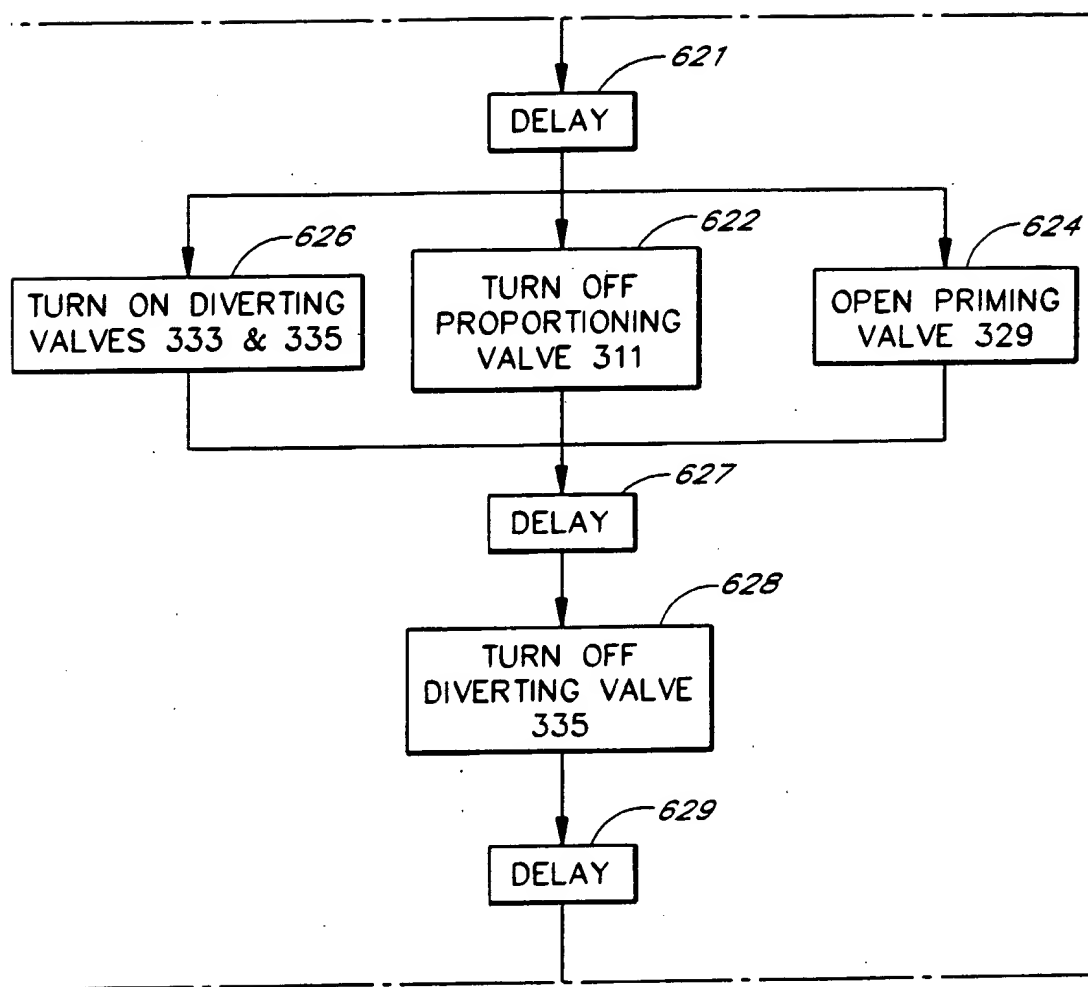 621
DELAY
626
TURN ON DIVERTING
VALVES 333 & 335
622
TURN OFF
PROPORTIONING
VALVE 311
624
OPEN PRIMING
VALVE 329
627
DELAY
628
TURN OFF
DIVERTING VALVE
335
629
DELAY